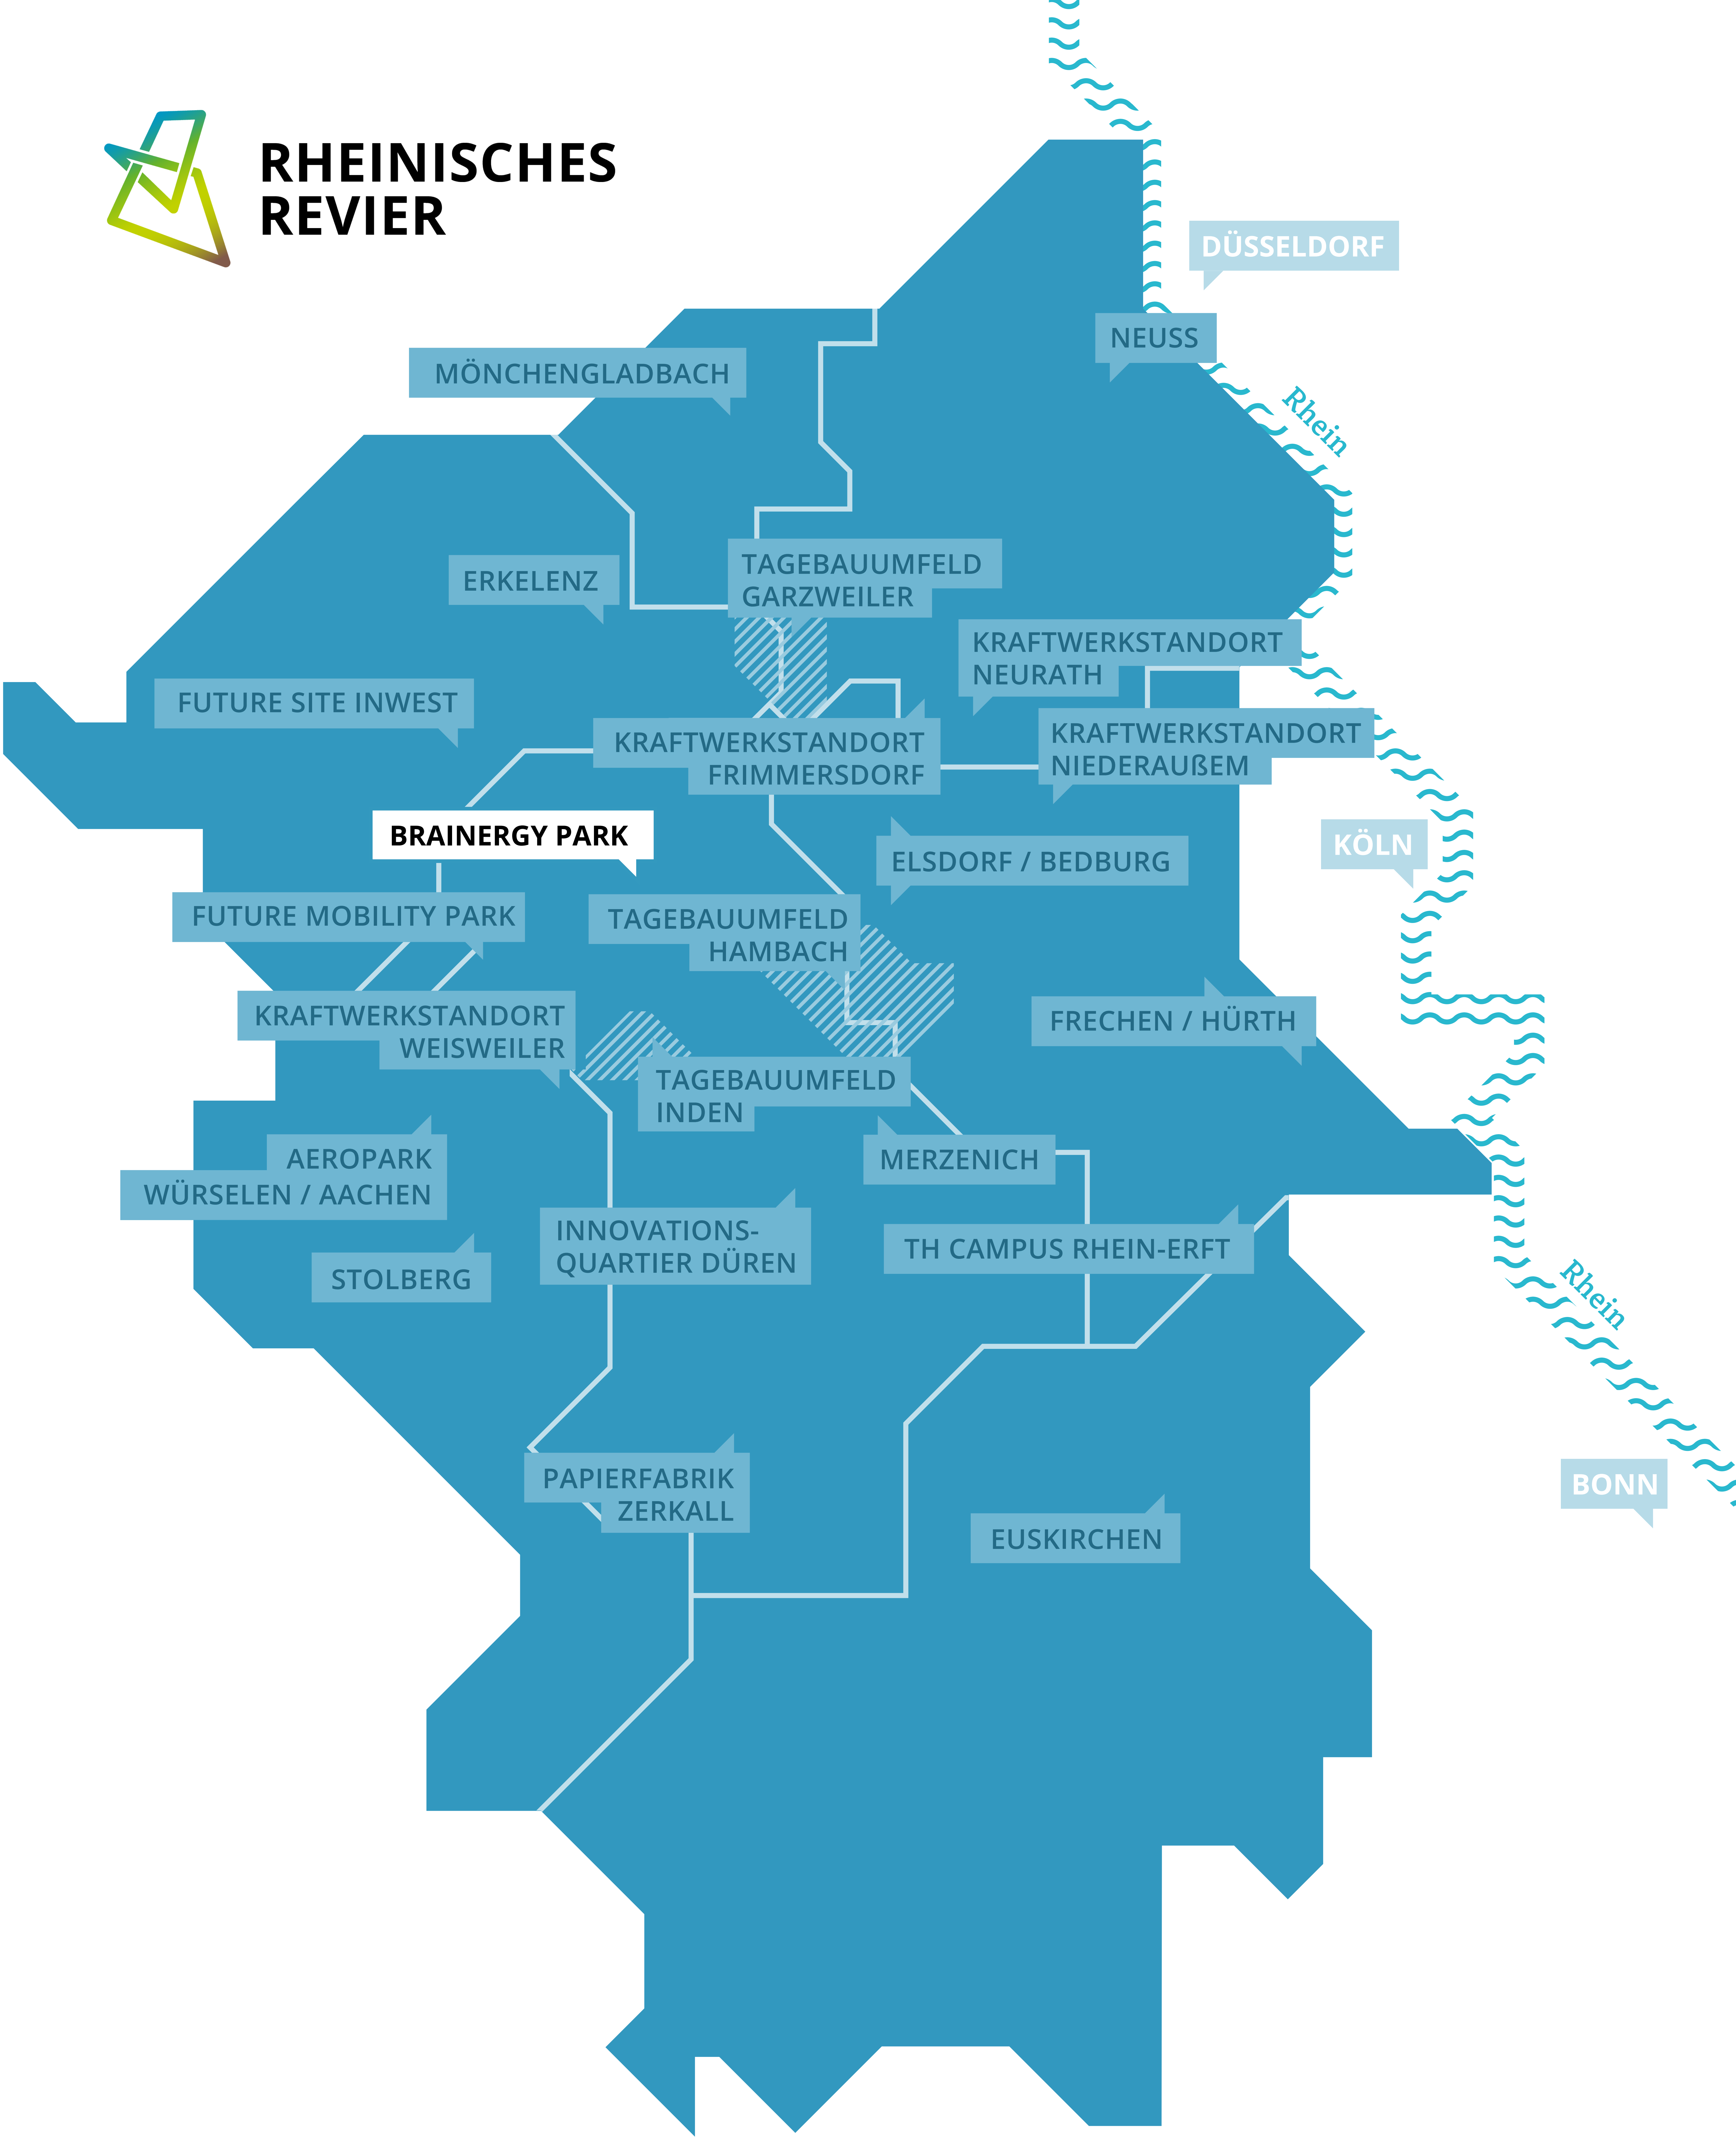 RHEINISCHES
REVIER
DÜSSELDORF
NEUSS
MÖNCHENGLADBACH
Rhein
ERKELENZ
TAGEBAUUMFELD
GARZWEILER
KRAFTWERKSTANDORT
NEURATH
FUTURE SITE INWEST
KRAFTWERKSTANDORT
FRIMMERSDORF
KRAFTWERKSTANDORT
NIEDERAUßEM
BRAINERGY PARK
KÖLN
ELSDORF / BEDBURG
FUTURE MOBILITY PARK
TAGEBAUUMFELD
HAMBACH
KRAFTWERKSTANDORT
WEISWEILER
FRECHEN / HÜRTH
TAGEBAUUMFELD
INDEN
AEROPARK
WÜRSELEN / AACHEN
MERZENICH
INNOVATIONS-
QUARTIER DÜREN
TH CAMPUS RHEIN-ERFT
STOLBERG
Rhein
PAPIERFABRIK
ZERKALL
BONN
EUSKIRCHEN